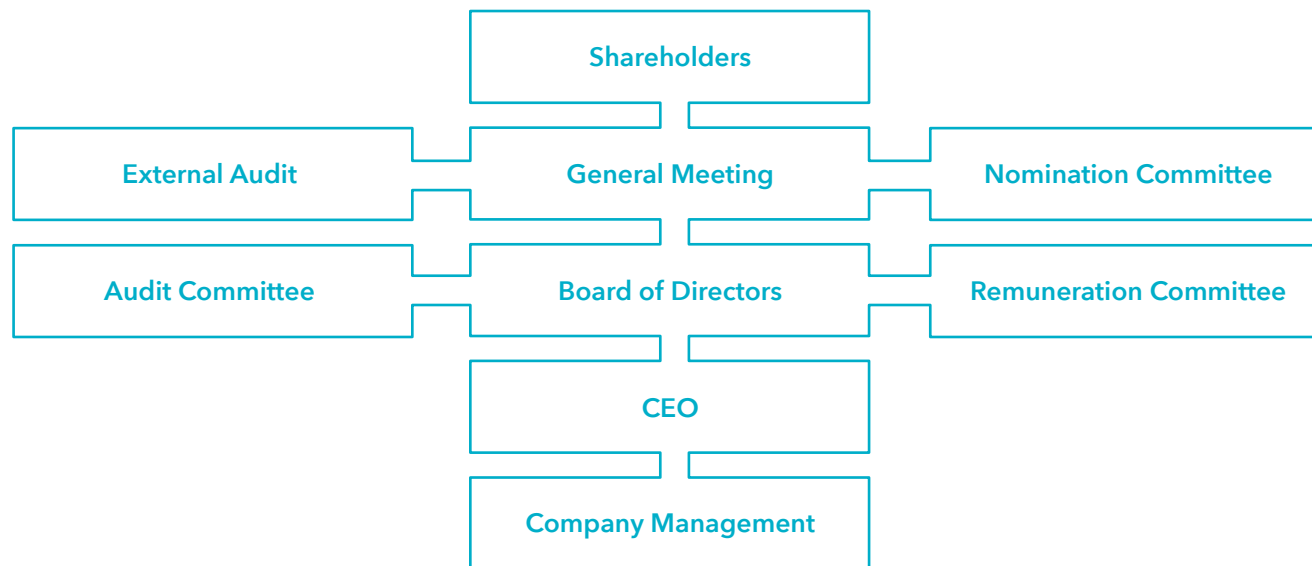 Shareholders
External Audit
General Meeting
Nomination Committee
Audit Committee
Board of Directors
Remuneration Committee
CEO
Company Management